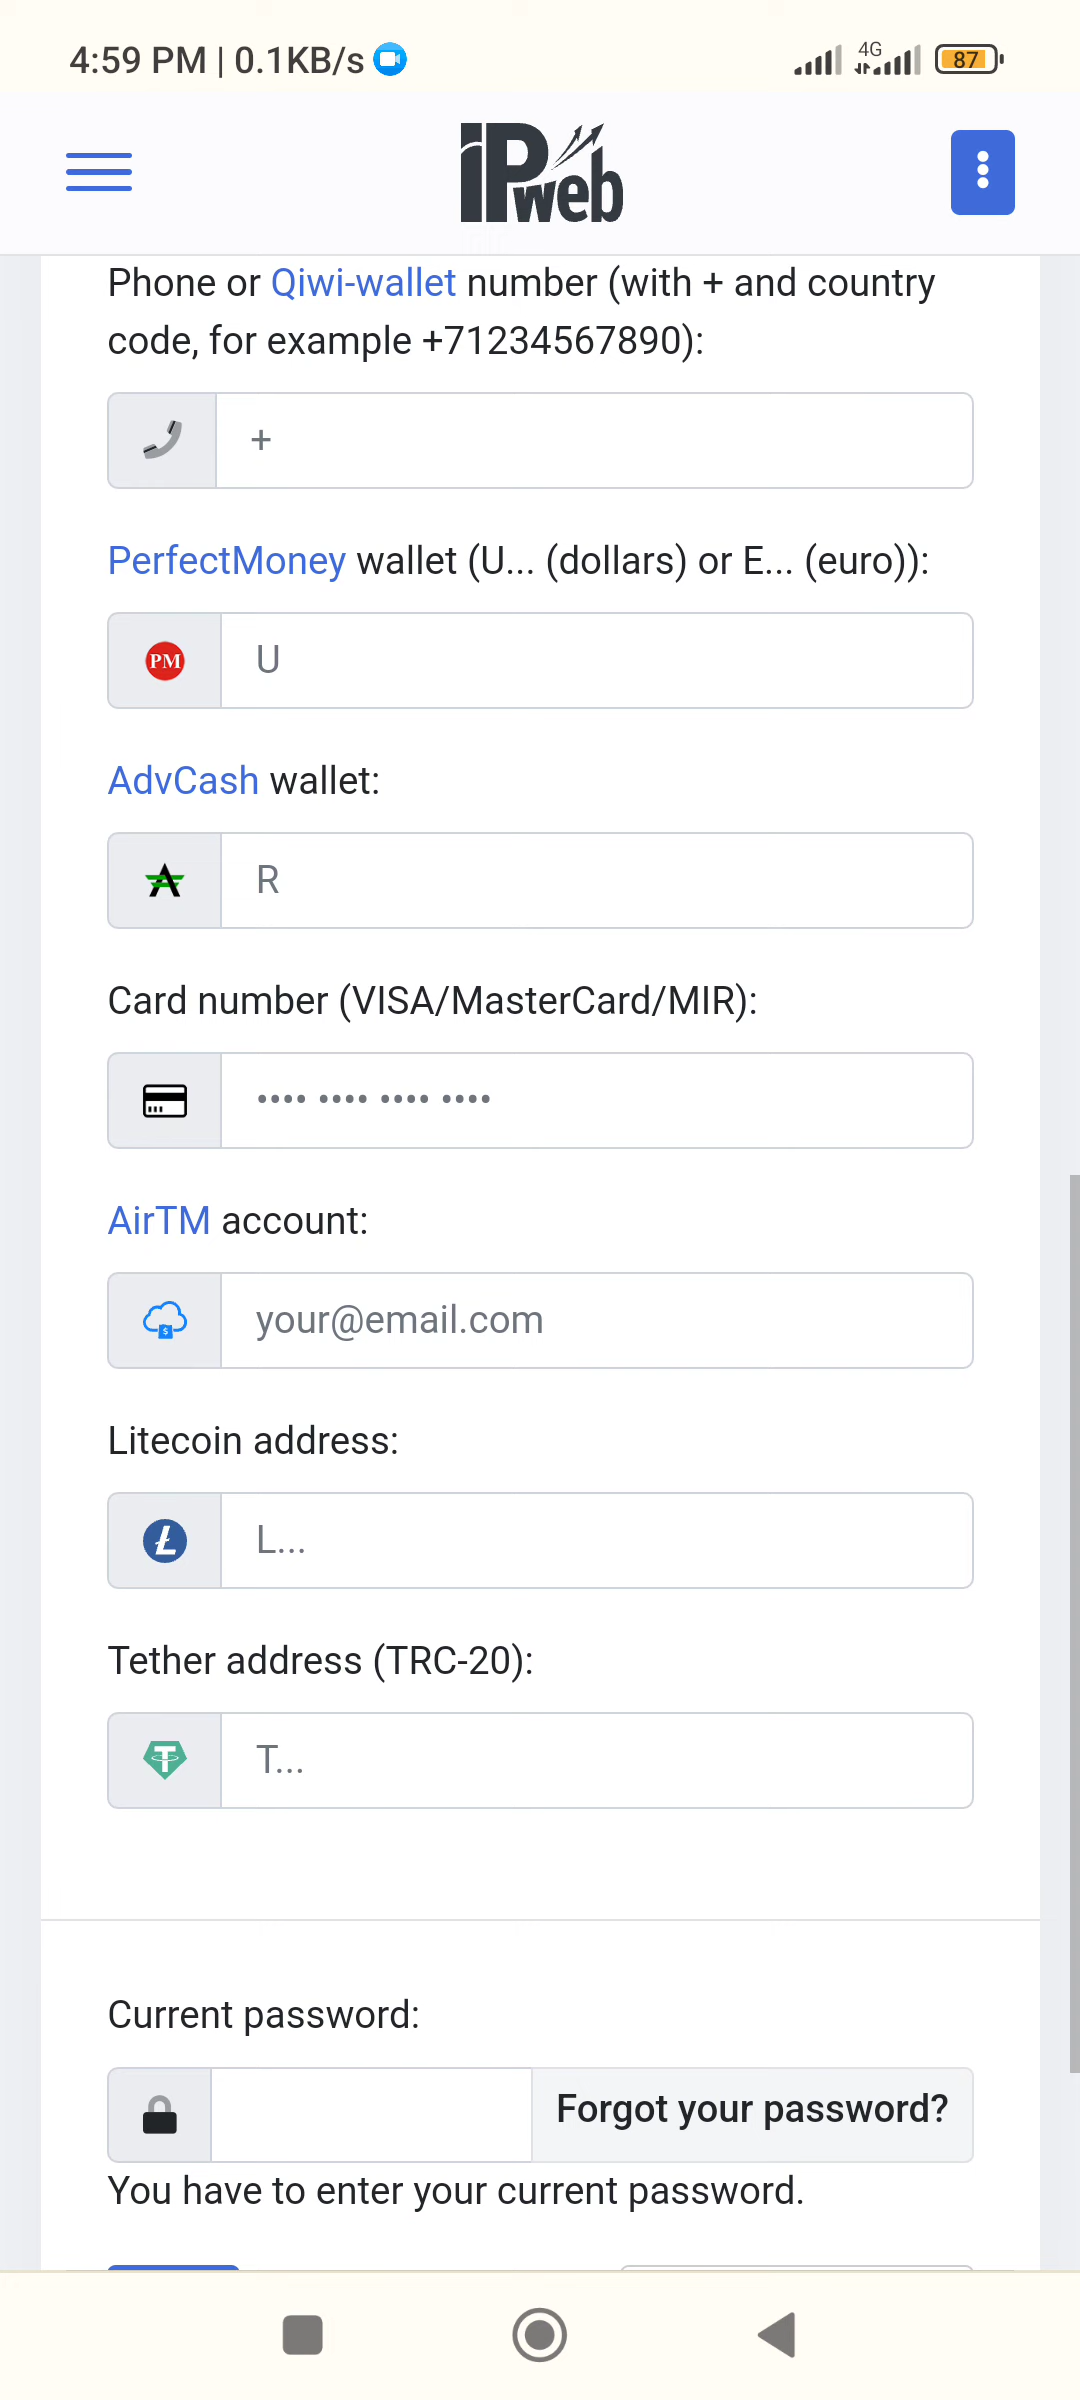 4:59 PM | 0.1KB/s
4G
87
iPweb
Phone or Qiwi-wallet number (with + and country
code, for example +71234567890):
+
PerfectMoney wallet (U... (dollars) or E... (euro)):
PM
U
AdvCash wallet:
R
Card number (VISA/MasterCard/MIR):
•••• •••• •••• ••••
AirTM account:
$
your@email.com
Litecoin address:
Ł
L...
Tether address (TRC-20):
T
T...
Current password:
Forgot your password?
You have to enter your current password.